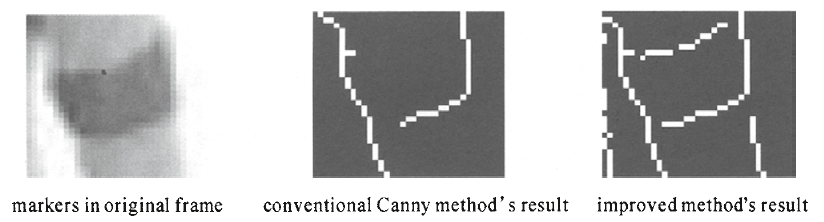 markers in original frame
conventional Canny method's result
improved method's result